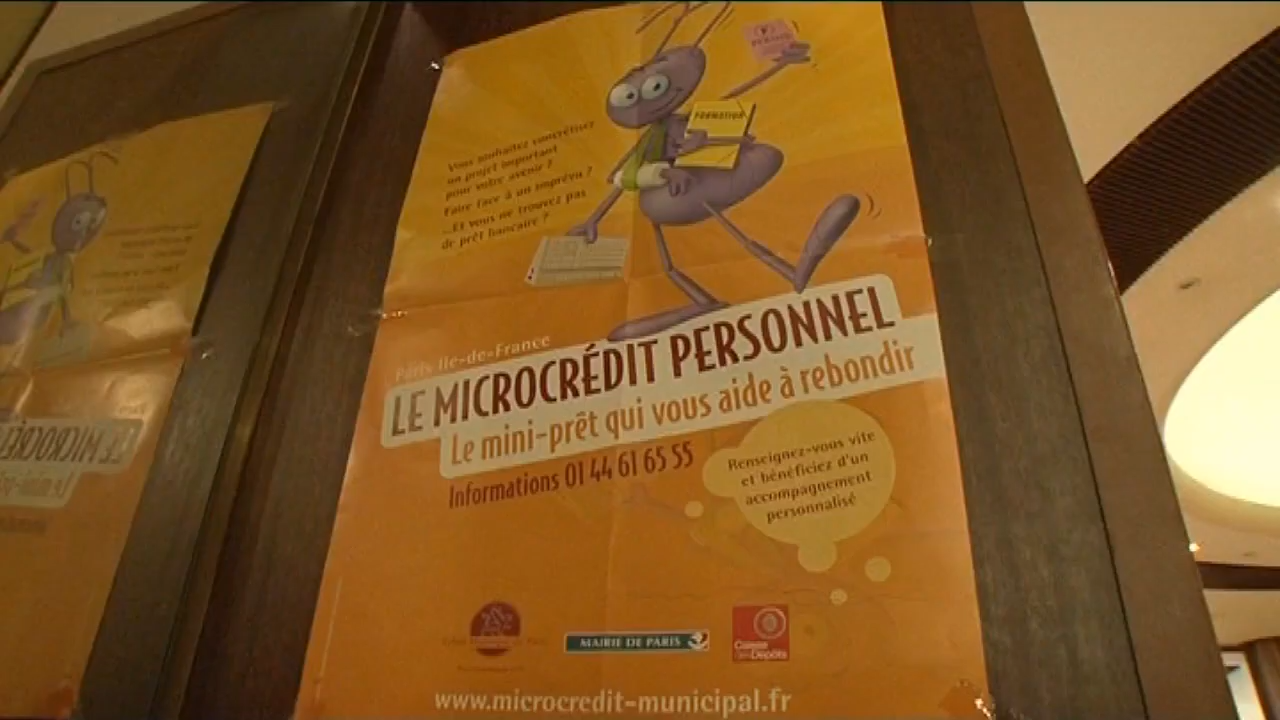 PERMIS
FORMATION
Vous souhaitez concrétiser
un projet important
pour votre avenir ?
Faire face à un imprévu ?
...Et vous ne trouvez pas
de prêt bancaire ?
Paris Ile-de-France
LE MICROCRÉDIT PERSONNEL
Le mini-prêt qui vous aide à rebondir
Informations 01 44 61 65 55
Renseignez-vous vite
et bénéficiez d'un
accompagnement
personnalisé
MAIRIE DE PARIS
Caisse
des Dépôts
www.microcredit-municipal.fr
LE MICROCRÉ